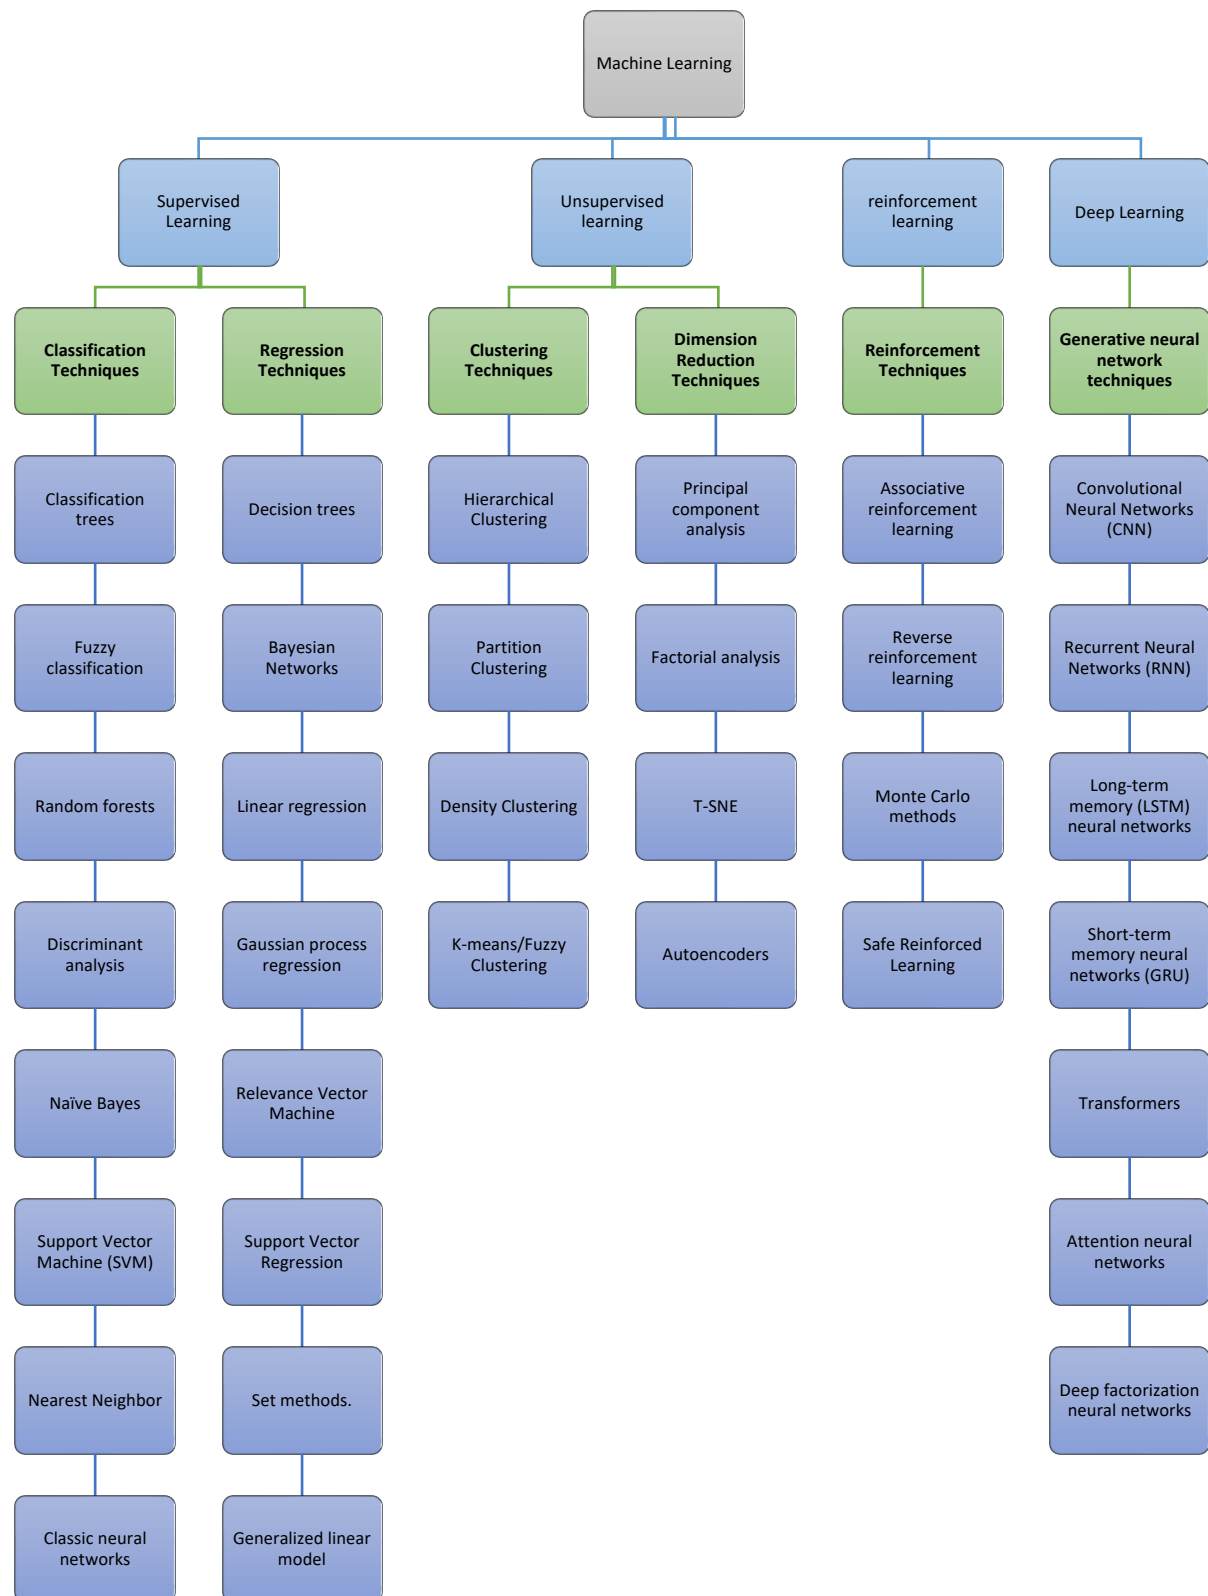 Machine Learning
Supervised
Learning
Unsupervised
learning
reinforcement
learning
Deep Learning
Classification
Techniques
Regression
Techniques
Clustering
Techniques
Dimension
Reduction
Techniques
Reinforcement
Techniques
Generative neural
network
techniques
Classification
trees
Decision trees
Hierarchical
Clustering
Principal
component
analysis
Associative
reinforcement
learning
Convolutional
Neural Networks
(CNN)
Fuzzy
classification
Bayesian
Networks
Partition
Clustering
Factorial analysis
Reverse
reinforcement
learning
Recurrent Neural
Networks (RNN)
Random forests
Linear regression
Density Clustering
T-SNE
Monte Carlo
methods
Long-term
memory (LSTM)
neural networks
Discriminant
analysis
Gaussian process
regression
K-means/Fuzzy
Clustering
Autoencoders
Safe Reinforced
Learning
Short-term
memory neural
networks (GRU)
Naïve Bayes
Relevance Vector
Machine
Transformers
Support Vector
Machine (SVM)
Support Vector
Regression
Attention neural
networks
Nearest Neighbor
Set methods.
Deep factorization
neural networks
Classic neural
networks
Generalized linear
model